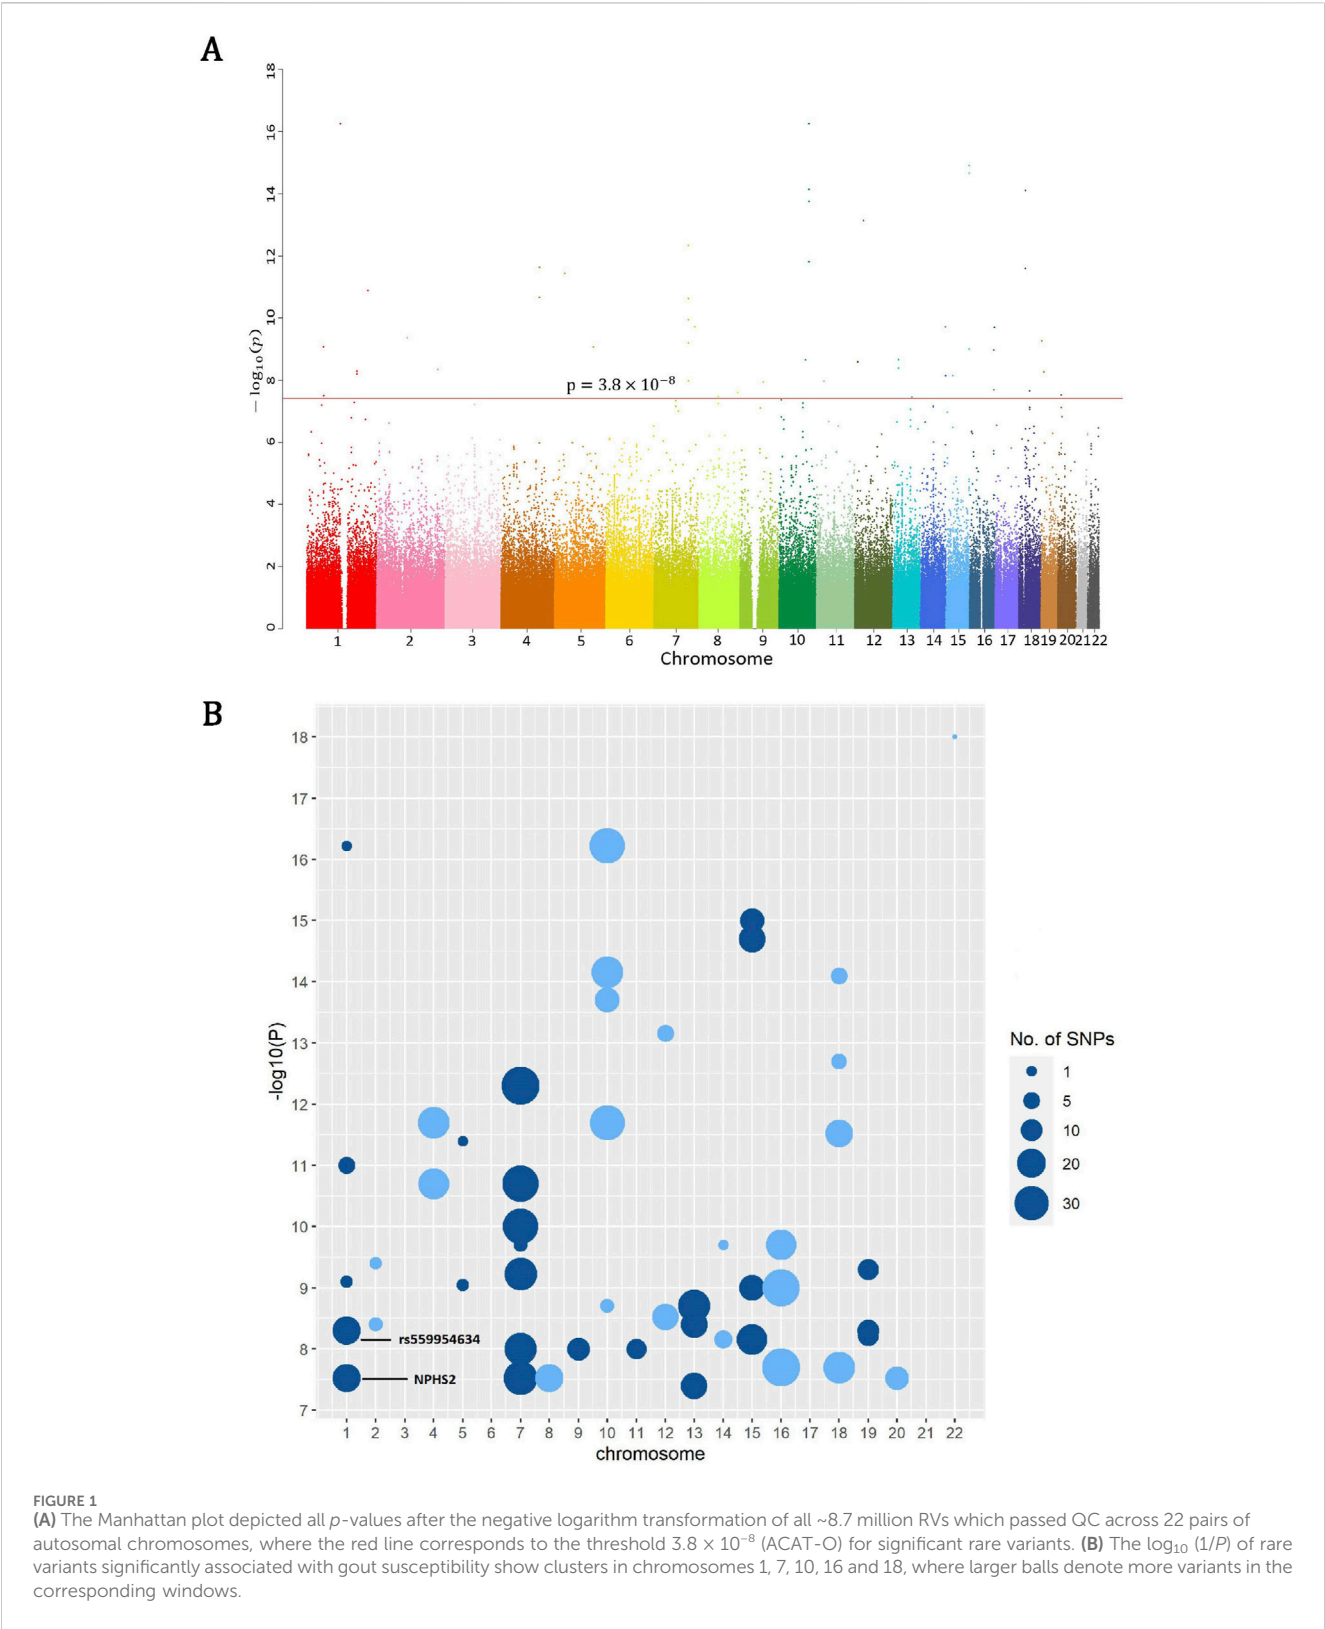 A
18
16
14
12
10
8
6
4
2
0
− log₁₀(p)
p = 3.8 × 10⁻⁸
1 2 3 4 5 6 7 8 9 10 11 12 13 14 15 16 17 18 19 20 21 22
Chromosome
B
18
17
16
15
14
13
12
11
10
9
8
7
-log10(P)
rs559954634
NPHS2
1 2 3 4 5 6 7 8 9 10 11 12 13 14 15 16 17 18 19 20 21 22
chromosome
No. of SNPs
1
5
10
20
30
FIGURE 1
(A) The Manhattan plot depicted all p-values after the negative logarithm transformation of all ~8.7 million RVs which passed QC across 22 pairs of
autosomal chromosomes, where the red line corresponds to the threshold 3.8 × 10⁻⁸ (ACAT-O) for significant rare variants. (B) The log₁₀ (1/P) of rare
variants significantly associated with gout susceptibility show clusters in chromosomes 1, 7, 10, 16 and 18, where larger balls denote more variants in the
corresponding windows.